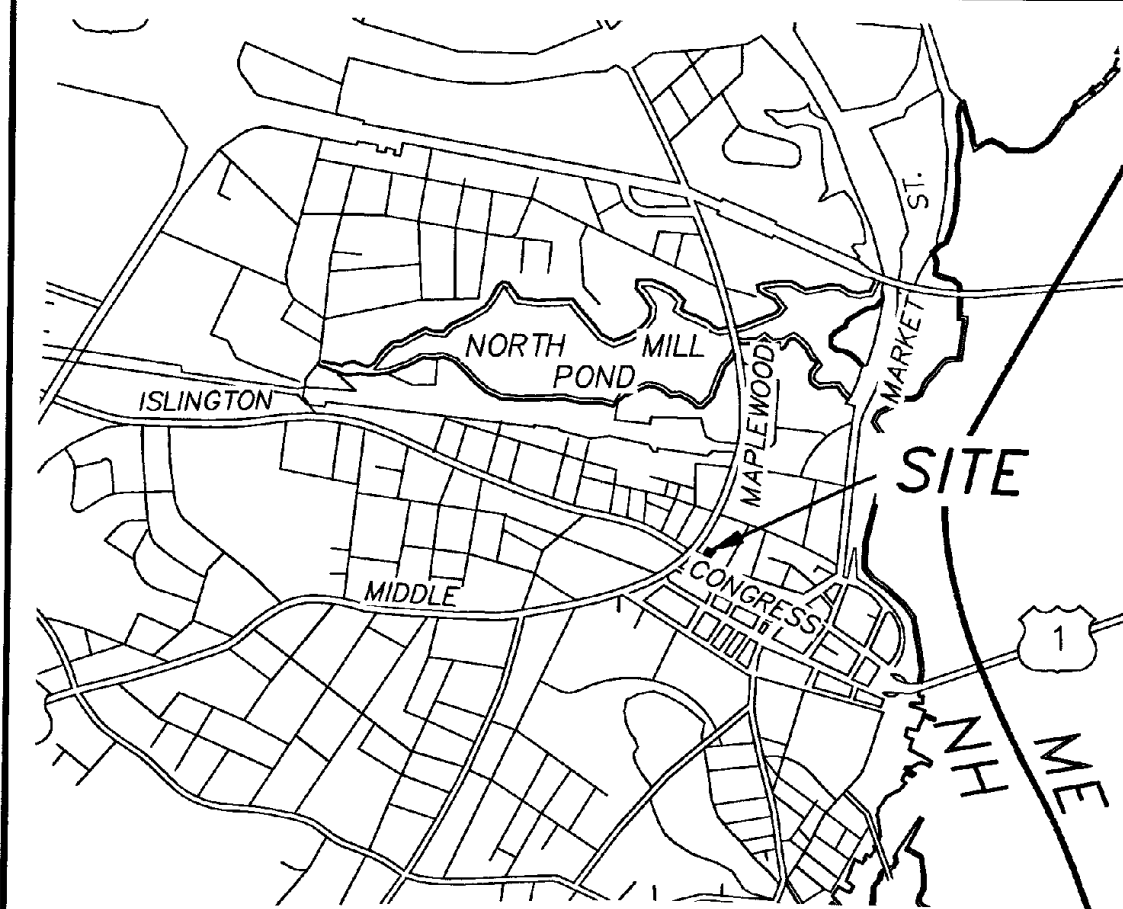 ST.
MARKET
NORTH MILL
POND
MAPLEWOOD
ISLINGTON
SITE
CONGRESS
MIDDLE
1
NH
ME